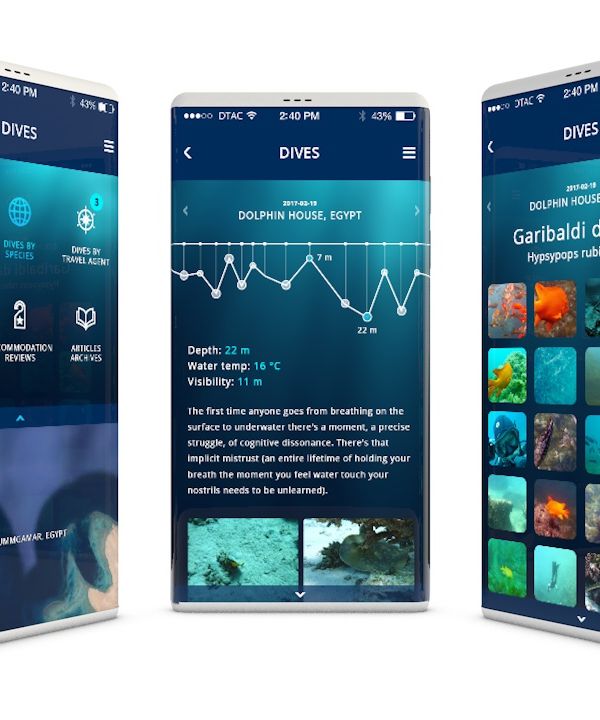 2:40 PM
43%
DIVES
DIVES BY
SPECIES
3
DIVES BY
TRAVEL AGENT
REVIEWS
ARTICLES
ARCHIVES
EGYPT
DTAC
2:40 PM
43%
DIVES
2017-02-19
DOLPHIN HOUSE, EGYPT
7 m
22 m
Depth: 22 m
Water temp: 16 °C
Visibility: 11 m
The first time anyone goes from breathing on the
surface to underwater there's a moment, a precise
struggle, of cognitive dissonance. There's that
implicit mistrust (an entire lifetime of holding your
breath the moment you feel water touch your
nostrils needs to be unlearned).
DTAC
2:40 PM
DIVES
2017-02-19
DOLPHIN HOUSE
Garibaldi d
Hypsypops rubi